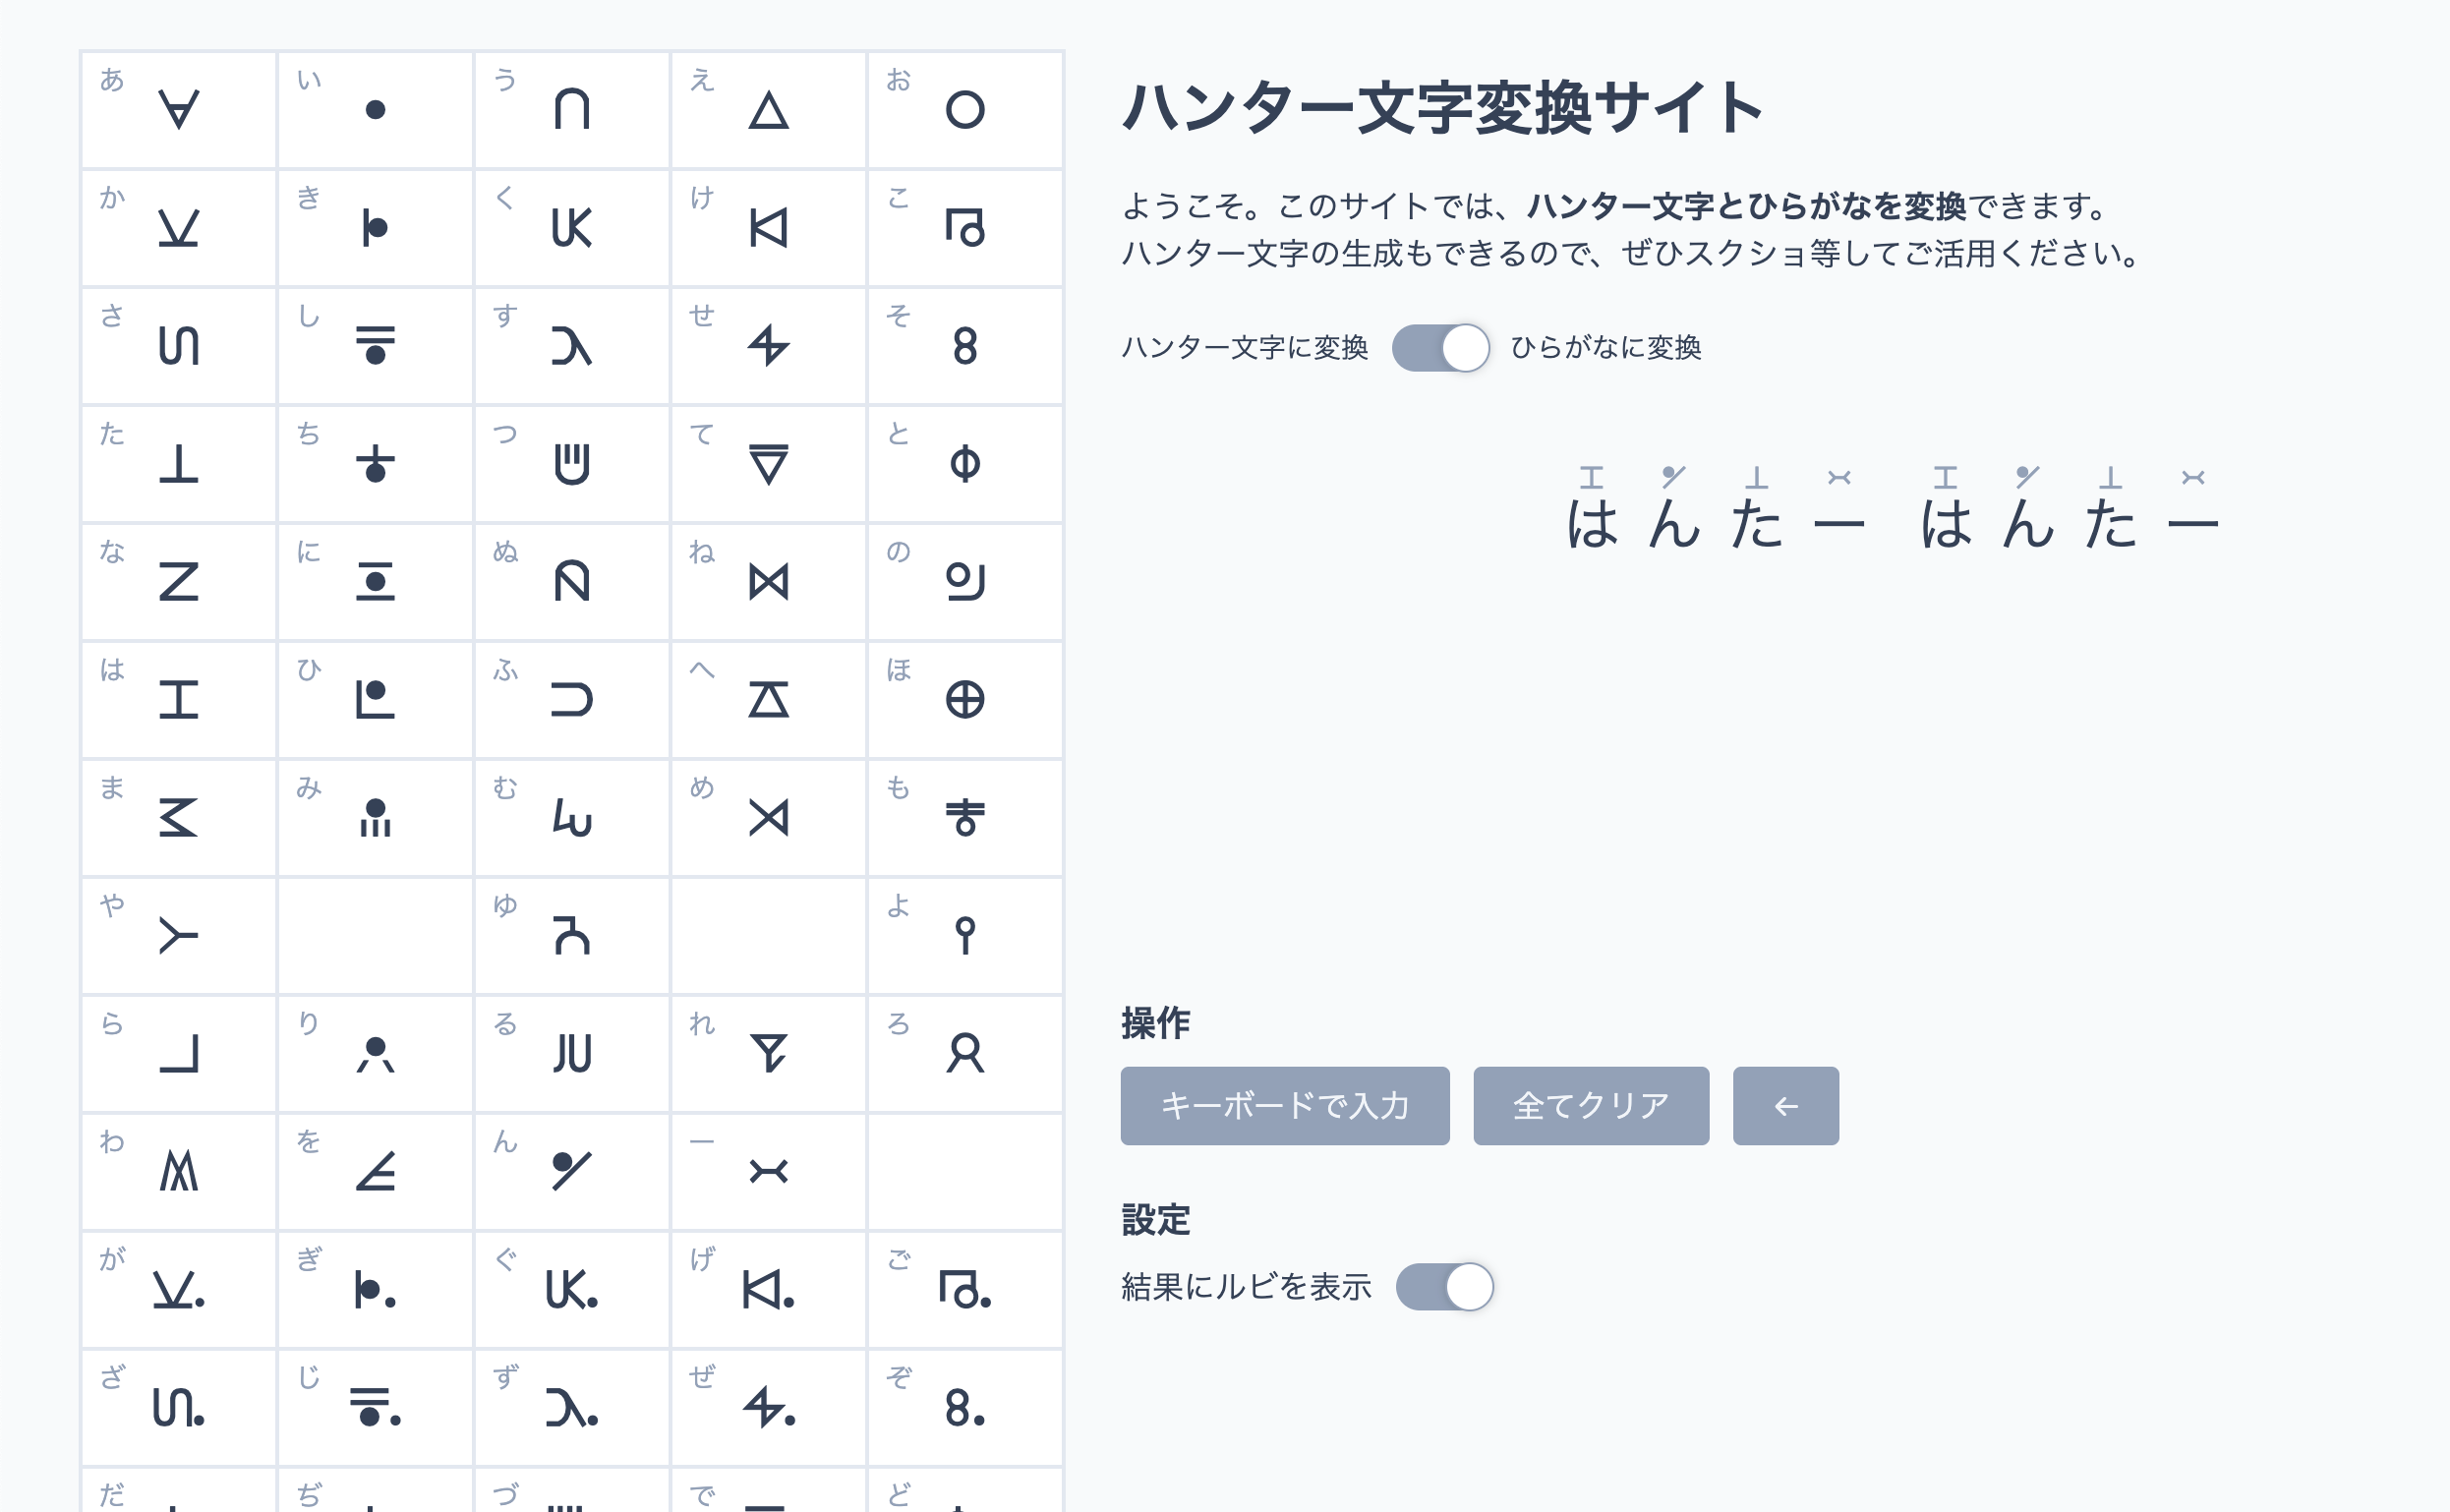 あ い う え お
か き く け こ
さ し す せ そ
た ち つ て と
な に ぬ ね の
は ひ ふ へ ほ
ま み む め も
や ゆ よ
ら り る れ ろ
わ を ん ー
が ぎ ぐ げ ご
ざ じ ず ぜ ぞ
だ ぢ づ で ど
ハンター文字変換サイト
ようこそ。このサイトでは、ハンター文字とひらがなを変換できます。
ハンター文字の生成もできるので、ぜひスクショ等してご活用ください。
ハンター文字に変換 ひらがなに変換
はんたー はんたー
操作
キーボードで入力 全てクリア ←
設定
結果にルビを表示